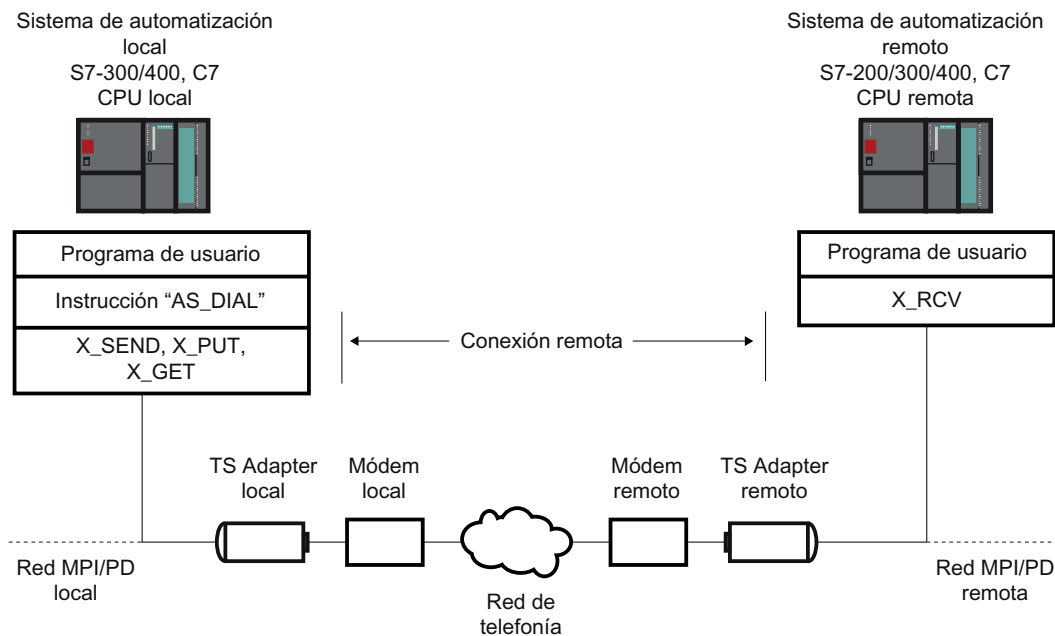 Sistema de automatización
local
S7-300/400, C7
CPU local
Sistema de automatización
remoto
S7-200/300/400, C7
CPU remota
Programa de usuario
Instrucción “AS_DIAL”
X_SEND, X_PUT,
X_GET
Conexión remota
Programa de usuario
X_RCV
TS Adapter
local
Módem
local
Módem
remoto
TS Adapter
remoto
Red MPI/PD
local
Red de
telefonía
Red MPI/PD
remota